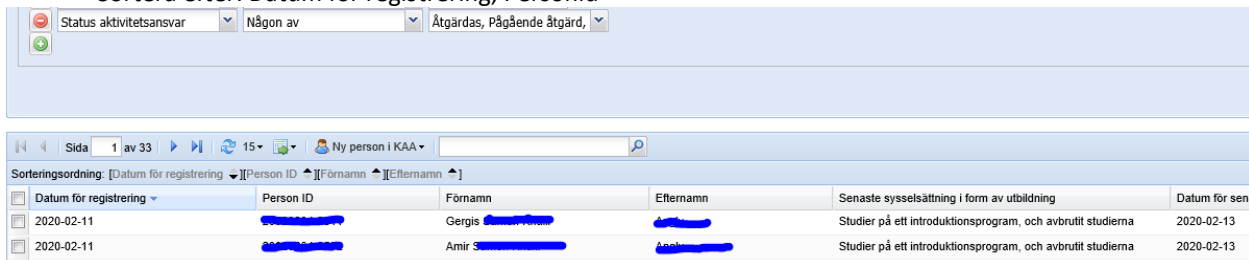 Sortera efter: Datum för registrering, PersonId
Status aktivitetsansvar Någon av Åtgärdas, Pågående åtgärd,
Sida 1 av 33 15 Ny person i KAA
Sorteringsordning: [Datum för registrering][Person ID][Förnamn][Efternamn]
Datum för registrering Person ID Förnamn Efternamn Senaste sysselsättning i form av utbildning Datum för sen
2020-02-11 Gergis Studier på ett introduktionsprogram, och avbrutit studierna 2020-02-13
2020-02-11 Amir Studier på ett introduktionsprogram, och avbrutit studierna 2020-02-13